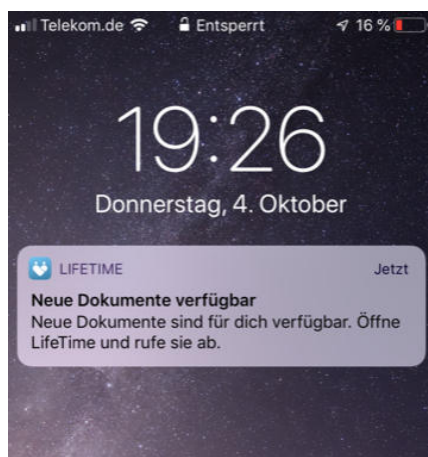 Telekom.de Entsperrt 16 %
19:26
Donnerstag, 4. Oktober
LIFETIME Jetzt
Neue Dokumente verfügbar
Neue Dokumente sind für dich verfügbar. Öffne
LifeTime und rufe sie ab.